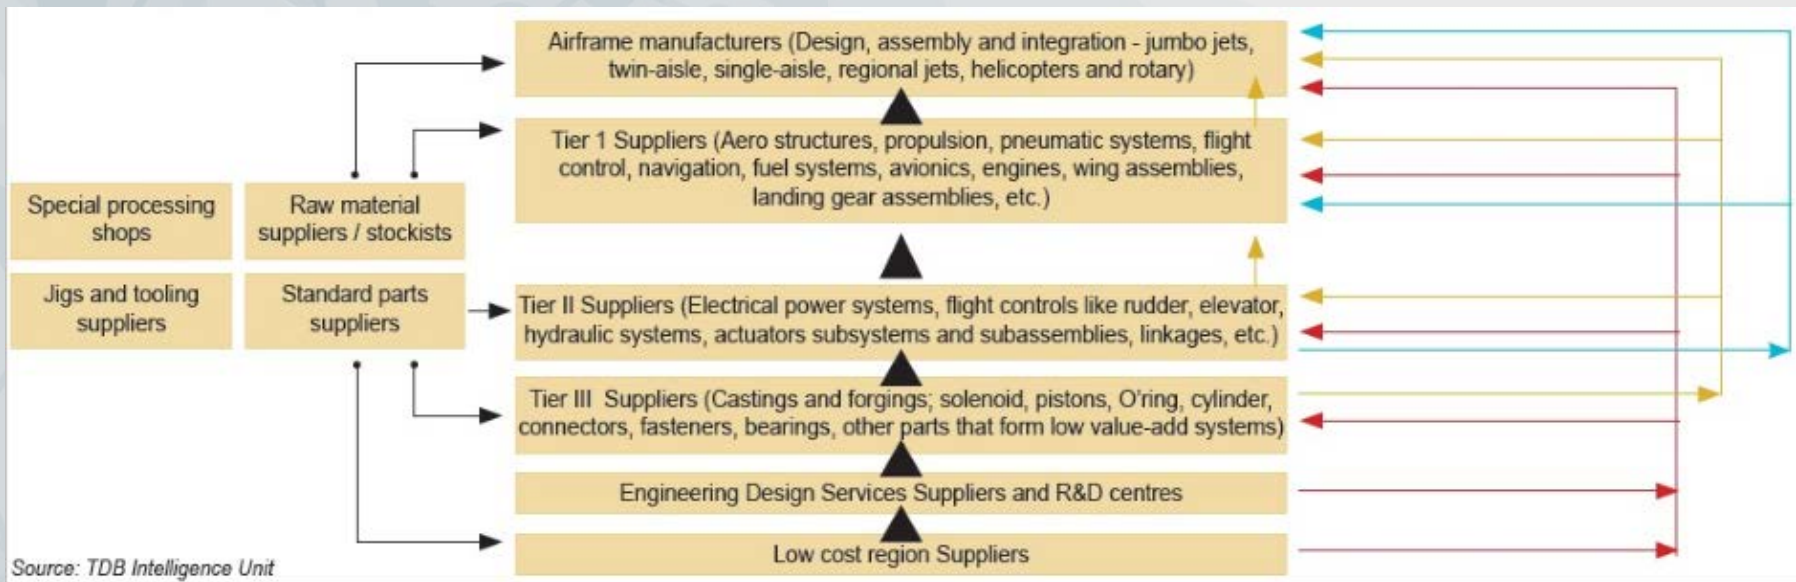 Airframe manufacturers (Design, assembly and integration - jumbo jets,
twin-aisle, single-aisle, regional jets, helicopters and rotary)
Tier 1 Suppliers (Aero structures, propulsion, pneumatic systems, flight
control, navigation, fuel systems, avionics, engines, wing assemblies,
landing gear assemblies, etc.)
Special processing
shops
Raw material
suppliers / stockists
Jigs and tooling
suppliers
Standard parts
suppliers
Tier II Suppliers (Electrical power systems, flight controls like rudder, elevator,
hydraulic systems, actuators subsystems and subassemblies, linkages, etc.)
Tier III Suppliers (Castings and forgings; solenoid, pistons, O'ring, cylinder,
connectors, fasteners, bearings, other parts that form low value-add systems)
Engineering Design Services Suppliers and R&D centres
Low cost region Suppliers
Source: TDB Intelligence Unit